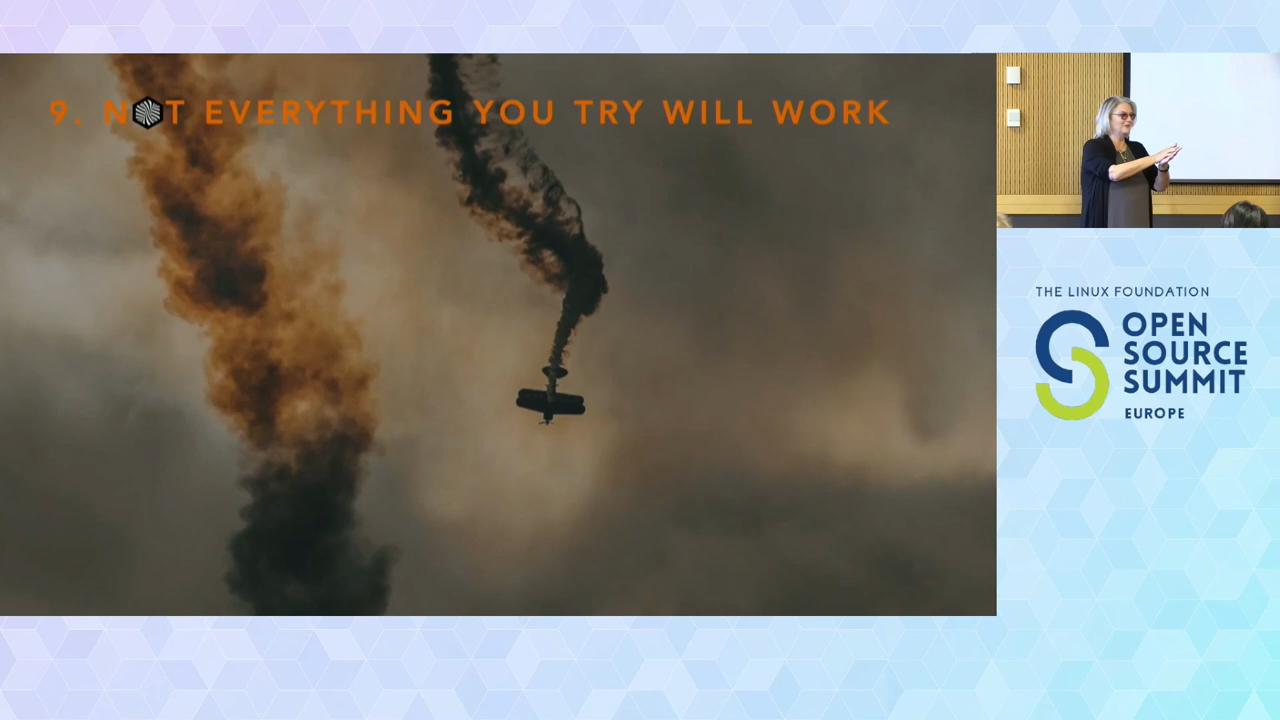 9. NOT EVERYTHING YOU TRY WILL WORK
THE LINUX FOUNDATION
OPEN
SOURCE
SUMMIT
EUROPE